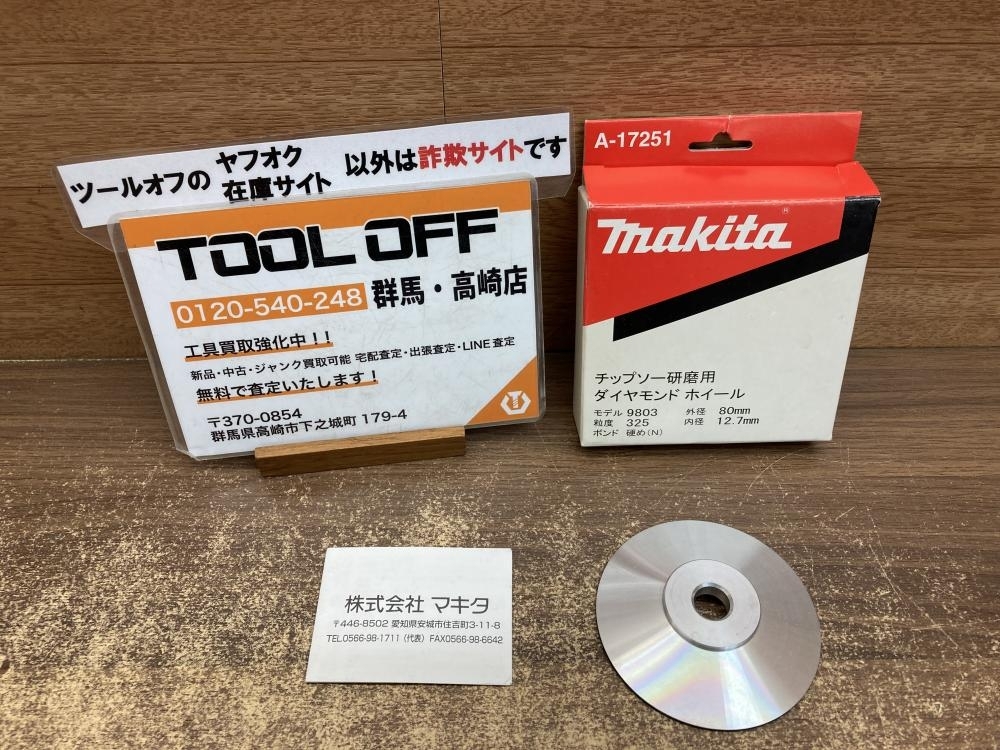 ツールオフの ヤフオク 在庫サイト 以外は詐欺サイトです
TOOL OFF
0120-540-248 群馬・高崎店
工具買取強化中！！
新品・中古・ジャンク買取可能 宅配査定・出張査定・LINE査定
無料で査定いたします！
〒370-0854
群馬県高崎市下之城町 179-4
A-17251
makita®
チップソー研磨用
ダイヤモンド ホイール
モデル 9803 外径 80mm
粒度 325 内径 12.7mm
ボンド 硬め(N)
株式会社 マキタ
〒446-8502 愛知県安城市住吉町3-11-8
TEL.0566-98-1711 (代表) FAX0566-98-6642